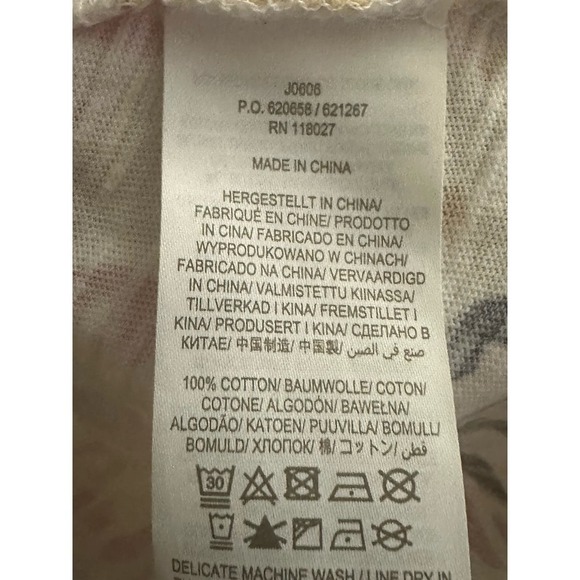 J0606
P.O. 620658 / 621267
RN 118027
MADE IN CHINA
HERGESTELLT IN CHINA/
FABRIQUÉ EN CHINE/ PRODOTTO
IN CINA/ FABRICADO EN CHINA/
WYPRODUKOWANO W CHINACH/
FABRICADO NA CHINA/ VERVAARDIGD
IN CHINA/ VALMISTETTU KIINASSA/
TILLVERKAD I KINA/ FREMSTILLET I
KINA/ PRODUSERT I KINA/ СДЕЛАНО В
КИТАЕ/ 中国制造/ 中国製/ صنع في الصين
100% COTTON/ BAUMWOLLE/ COTON/
COTONE/ ALGODÓN/ BAWEŁNA/
ALGODÃO/ KATOEN/ PUUVILLA/ BOMULL/
BOMULD/ ХЛОПОК/ 棉/ コットン/ قطن
30
DELICATE MACHINE WASH / LINE DRY IN